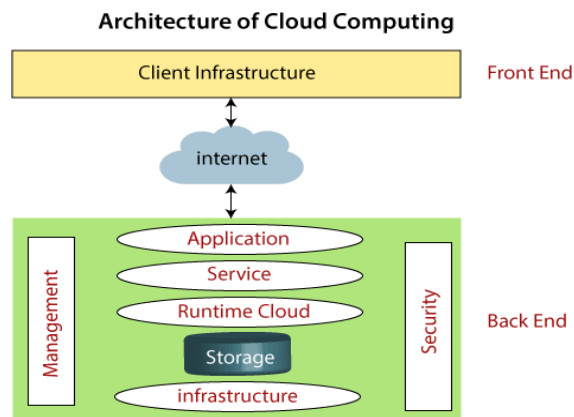 Architecture of Cloud Computing
Client Infrastructure
Front End
internet
Application
Service
Runtime Cloud
Storage
infrastructure
Management
Security
Back End